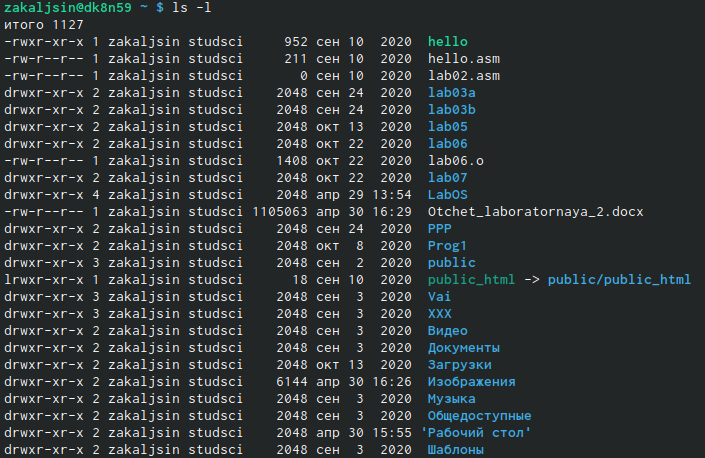 zakaljsin@dk8n59 ~ $ ls -l
итого 1127
-rwxr-xr-x 1 zakaljsin studsci     952 сен 10  2020  hello
-rw-r--r-- 1 zakaljsin studsci     211 сен 10  2020  hello.asm
-rw-r--r-- 1 zakaljsin studsci       0 сен 10  2020  lab02.asm
drwxr-xr-x 2 zakaljsin studsci    2048 сен 24  2020  lab03a
drwxr-xr-x 2 zakaljsin studsci    2048 сен 24  2020  lab03b
drwxr-xr-x 2 zakaljsin studsci    2048 окт 13  2020  lab05
drwxr-xr-x 2 zakaljsin studsci    2048 окт 22  2020  lab06
-rw-r--r-- 1 zakaljsin studsci    1408 окт 22  2020  lab06.o
drwxr-xr-x 2 zakaljsin studsci    2048 окт 22  2020  lab07
drwxr-xr-x 4 zakaljsin studsci    2048 апр 29 13:54  LabOS
-rw-r--r-- 1 zakaljsin studsci 1105063 апр 30 16:29  Otchet_laboratornaya_2.docx
drwxr-xr-x 2 zakaljsin studsci    2048 сен 24  2020  PPP
drwxr-xr-x 2 zakaljsin studsci    2048 окт  8  2020  Prog1
drwxr-xr-x 3 zakaljsin studsci    2048 сен  2  2020  public
lrwxr-xr-x 1 zakaljsin studsci      18 сен 10  2020  public_html -> public/public_html
drwxr-xr-x 3 zakaljsin studsci    2048 сен  3  2020  Vai
drwxr-xr-x 3 zakaljsin studsci    2048 сен  3  2020  XXX
drwxr-xr-x 2 zakaljsin studsci    2048 сен  3  2020  Видео
drwxr-xr-x 2 zakaljsin studsci    2048 сен  3  2020  Документы
drwxr-xr-x 2 zakaljsin studsci    2048 окт 13  2020  Загрузки
drwxr-xr-x 2 zakaljsin studsci    6144 апр 30 16:26  Изображения
drwxr-xr-x 2 zakaljsin studsci    2048 сен  3  2020  Музыка
drwxr-xr-x 2 zakaljsin studsci    2048 сен  3  2020  Общедоступные
drwxr-xr-x 2 zakaljsin studsci    2048 апр 30 15:55 'Рабочий стол'
drwxr-xr-x 2 zakaljsin studsci    2048 сен  3  2020  Шаблоны